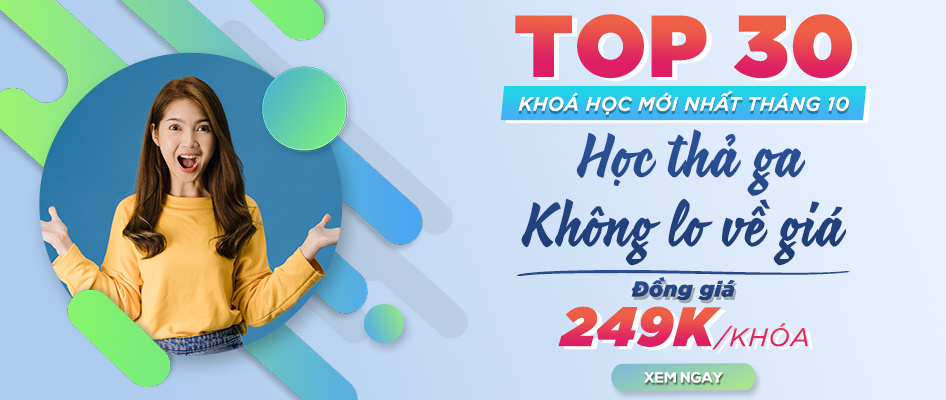 TOP 30
KHOÁ HỌC MỚI NHẤT THÁNG 10
Học thả ga
Không lo về giá
Đồng giá
249K/KHÓA
XEM NGAY